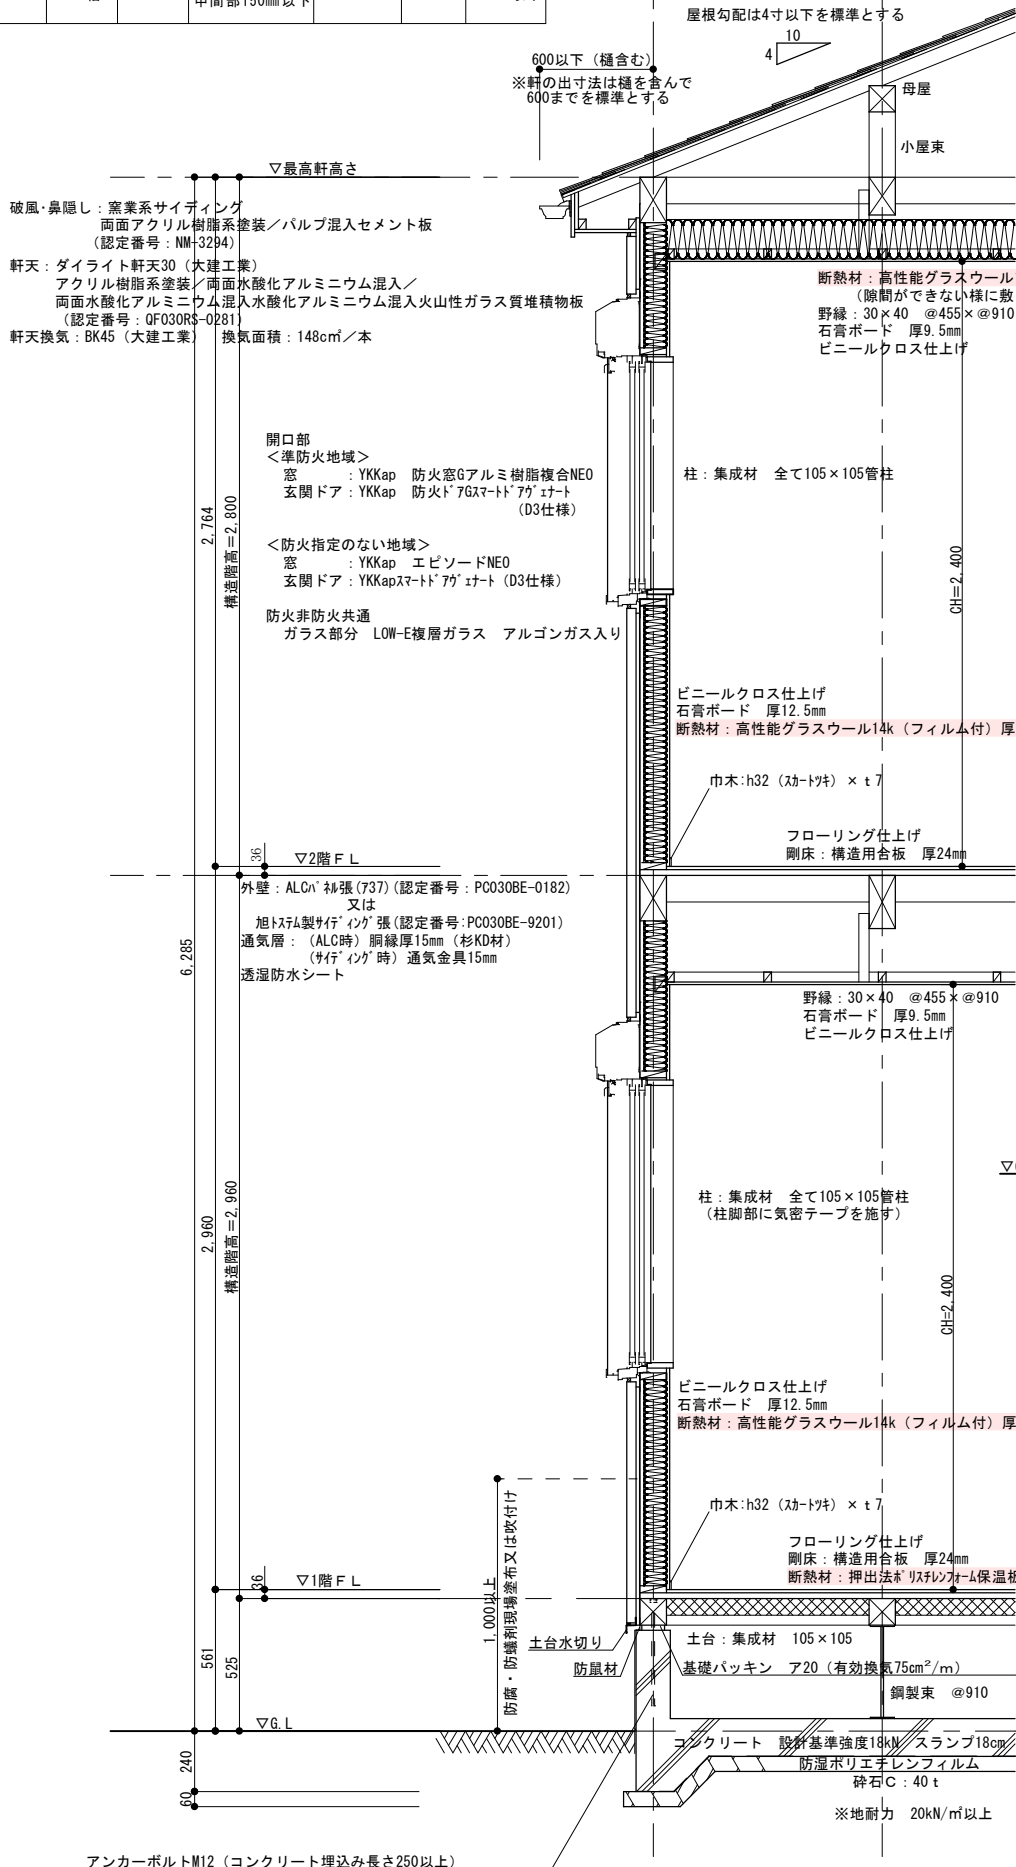 中間部150mm以下
屋根勾配は4寸以下を標準とする
10
4
600以下（樋含む）
※軒の出寸法は樋を含んで
600までを標準とする
母屋
小屋束
▽最高軒高さ
破風・鼻隠し：窯業系サイディング
両面アクリル樹脂系塗装／パルプ混入セメント板
（認定番号：NM-3294）
軒天：ダイライト軒天30（大建工業）
アクリル樹脂系塗装／両面水酸化アルミニウム混入／
両面水酸化アルミニウム混入水酸化アルミニウム混入火山性ガラス質堆積物板
（認定番号：QF030RS-0281）
軒天換気：BK45（大建工業） 換気面積：148c㎡／本
断熱材：高性能グラスウール
（隙間ができない様に敷
野縁：30×40 @455×@910
石膏ボード 厚9.5mm
ビニールクロス仕上げ
開口部
＜準防火地域＞
窓 ：YKKap 防火窓Gアルミ樹脂複合NEO
玄関ドア：YKKap 防火ﾄﾞｱGｽﾏｰﾄﾄﾞｱｳﾞｪﾅｰﾄ
（D3仕様）
＜防火指定のない地域＞
窓 ：YKKap エピソードNEO
玄関ドア：YKKapｽﾏｰﾄﾄﾞｱｳﾞｪﾅｰﾄ（D3仕様）
防火非防火共通
ガラス部分 LOW-E複層ガラス アルゴンガス入り
柱：集成材 全て105×105管柱
2,764
構造階高＝2,800
CH=2,400
ビニールクロス仕上げ
石膏ボード 厚12.5mm
断熱材：高性能グラスウール14k（フィルム付）厚
巾木:h32（ｽｶｰﾄﾂｷ）×ｔ7
フローリング仕上げ
剛床：構造用合板 厚24mm
36
▽2階ＦＬ
外壁：ALCﾊﾟﾈﾙ張(ｱ37)(認定番号：PC030BE-0182)
又は
旭ﾄｽﾃﾑ製ｻｲﾃﾞｨﾝｸﾞ張(認定番号:PC030BE-9201)
通気層：（ALC時）胴縁厚15mm（杉KD材）
（ｻｲﾃﾞｨﾝｸﾞ時）通気金具15mm
透湿防水シート
6,285
野縁：30×40 @455×@910
石膏ボード 厚9.5mm
ビニールクロス仕上げ
柱：集成材 全て105×105管柱
（柱脚部に気密テープを施す）
2,960
構造階高＝2,960
CH=2,400
ビニールクロス仕上げ
石膏ボード 厚12.5mm
断熱材：高性能グラスウール14k（フィルム付）厚
巾木:h32（ｽｶｰﾄﾂｷ）×ｔ7
フローリング仕上げ
剛床：構造用合板 厚24mm
断熱材：押出法ﾎﾟﾘｽﾁﾚﾝﾌｫｰﾑ保温板
36
▽1階ＦＬ
1,000以上
防腐・防蟻剤現場塗布又は吹付け
561
525
土台水切り
防鼠材
土台：集成材 105×105
基礎パッキン ア20（有効換気75cm²/ｍ）
鋼製束 @910
▽G.L
コンクリート 設計基準強度18kN スランプ18cm
防湿ポリエチレンフィルム
砕石Ｃ：40ｔ
※地耐力 20kN/㎡以上
240
60
アンカーボルトM12（コンクリート埋込み長さ250以上）